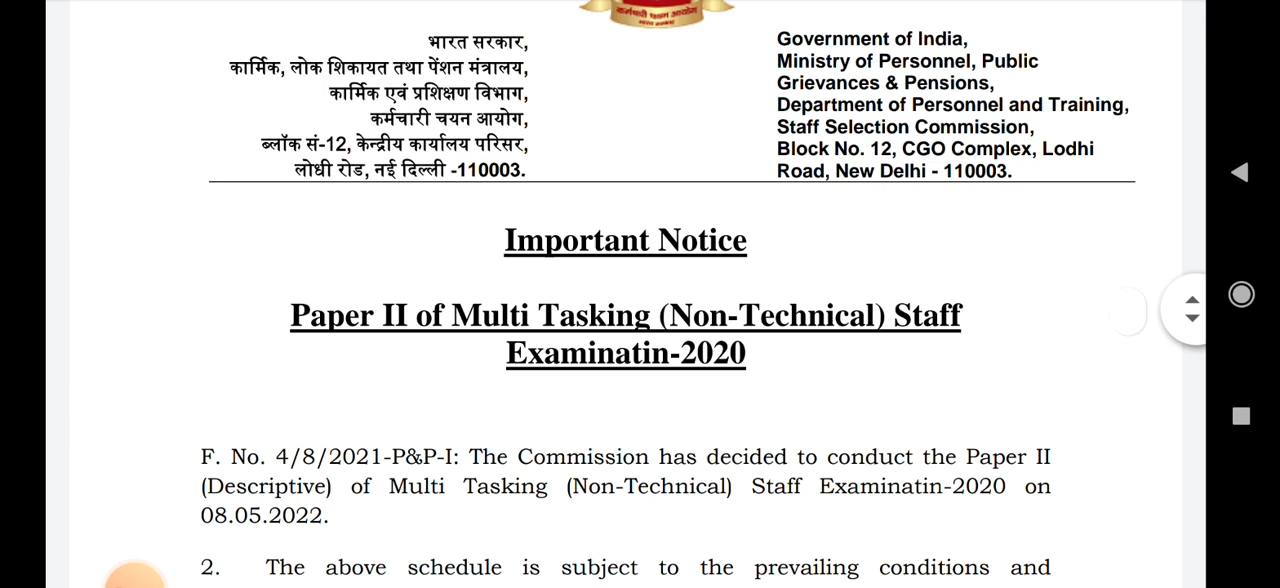 कर्मचारी चयन आयोग
भारत सरकार,
कार्मिक, लोक शिकायत तथा पेंशन मंत्रालय,
कार्मिक एवं प्रशिक्षण विभाग,
कर्मचारी चयन आयोग,
ब्लॉक सं-12, केन्द्रीय कार्यालय परिसर,
लोधी रोड, नई दिल्ली -110003.
Government of India,
Ministry of Personnel, Public
Grievances & Pensions,
Department of Personnel and Training,
Staff Selection Commission,
Block No. 12, CGO Complex, Lodhi
Road, New Delhi - 110003.
Important Notice
Paper II of Multi Tasking (Non-Technical) Staff
Examinatin-2020
F. No. 4/8/2021-P&P-I: The Commission has decided to conduct the Paper II
(Descriptive) of Multi Tasking (Non-Technical) Staff Examinatin-2020 on
08.05.2022.
2. The above schedule is subject to the prevailing conditions and